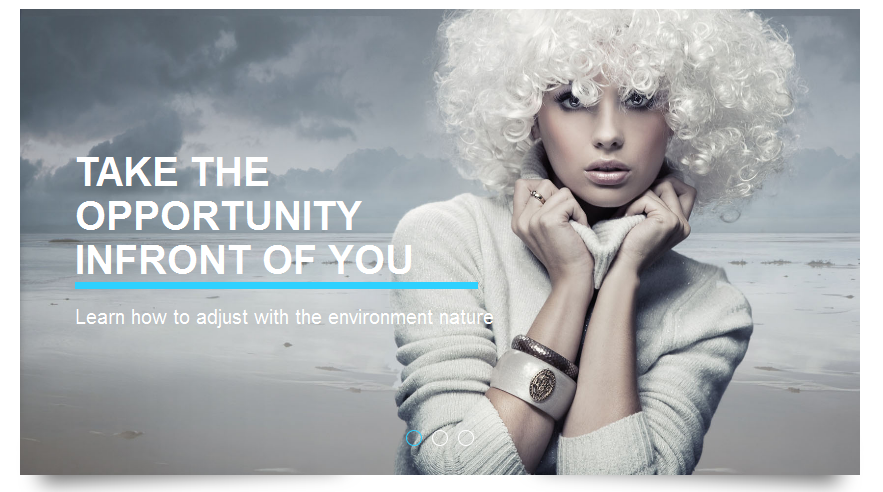 TAKE THE
OPPORTUNITY
INFRONT OF YOU
Learn how to adjust with the environment nature